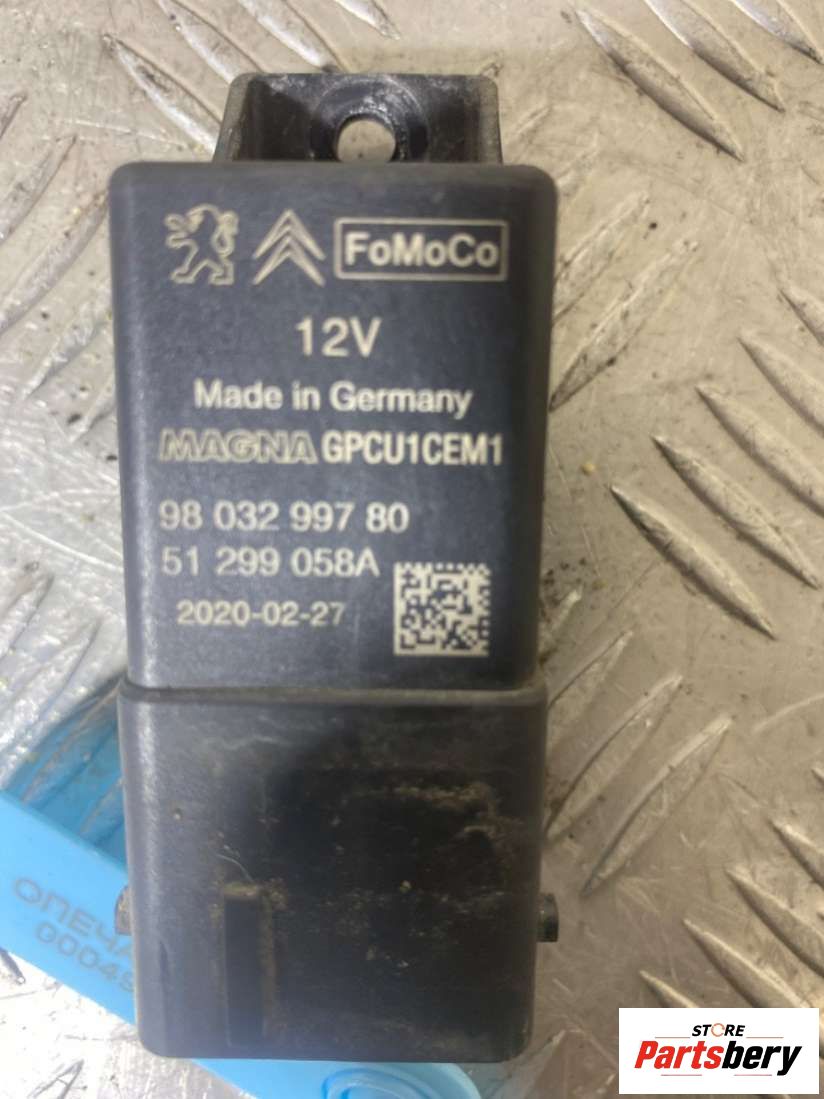 FoMoCo
12V
Made in Germany
MAGNA GPCU1CEM1
98 032 997 80
51 299 058A
2020-02-27
STORE
Partsbery